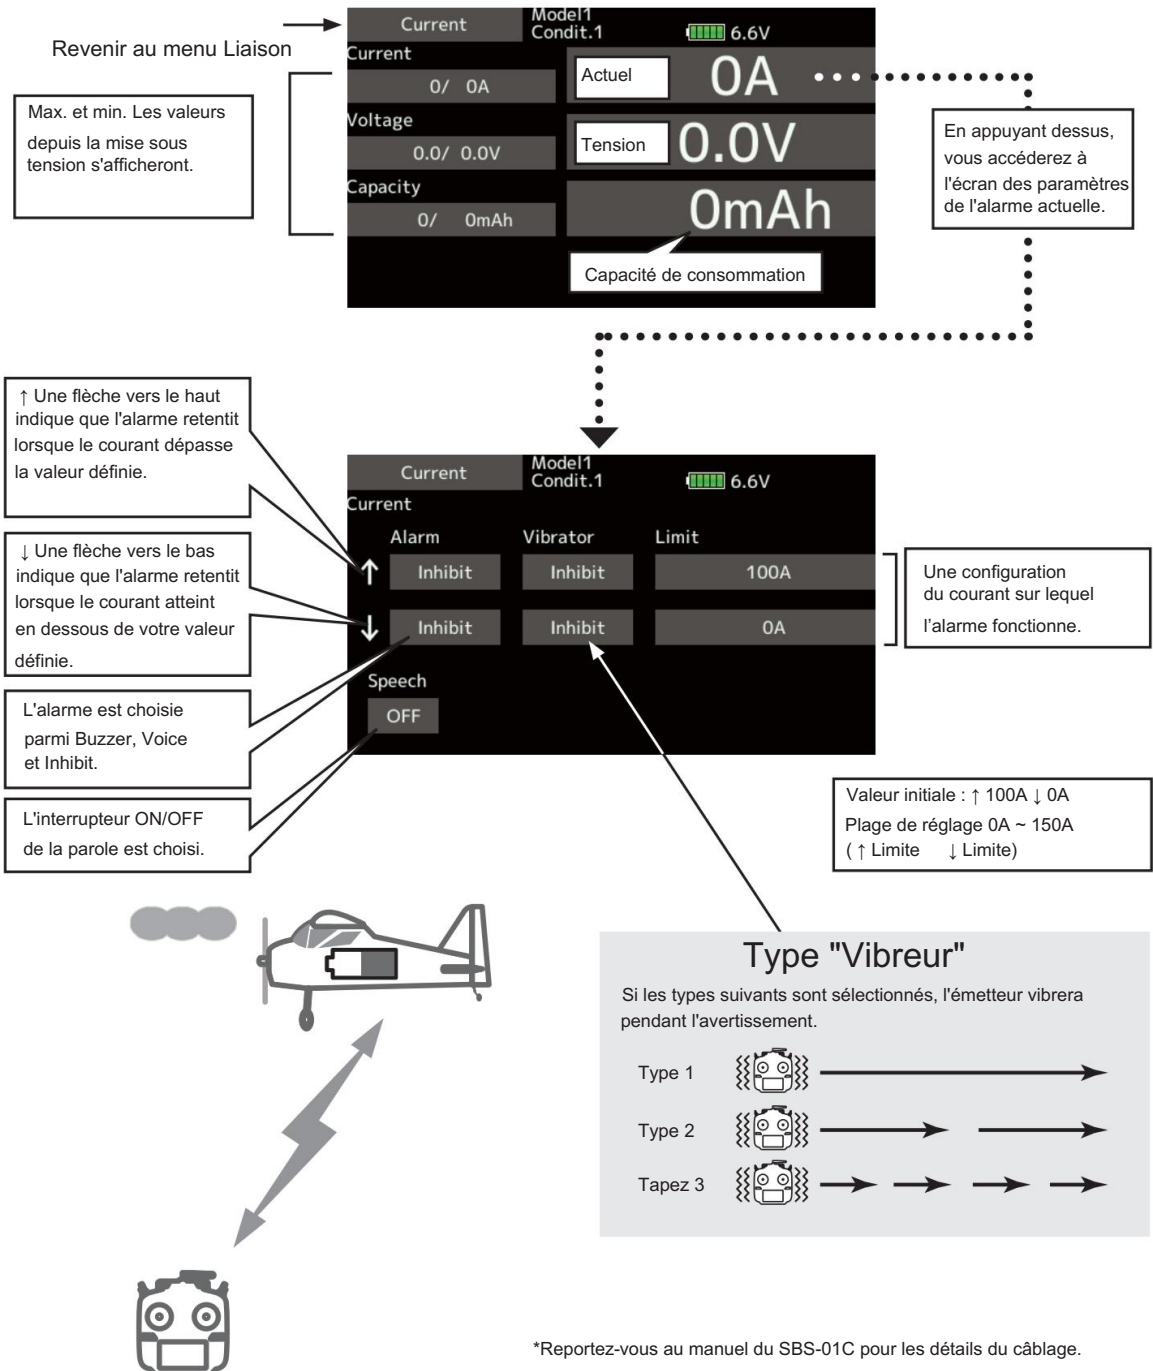 Revenir au menu Liaison
Current
Model1
Condit.1
6.6V
Current
0/ 0A
Actuel
0A
Voltage
0.0/ 0.0V
Tension
0.0V
Capacity
0/ 0mAh
0mAh
Capacité de consommation
Max. et min. Les valeurs
depuis la mise sous
tension s'afficheront.
En appuyant dessus,
vous accéderez à
l'écran des paramètres
de l'alarme actuelle.
↑ Une flèche vers le haut
indique que l'alarme retentit
lorsque le courant dépasse
la valeur définie.
↓ Une flèche vers le bas
indique que l'alarme retentit
lorsque le courant atteint
en dessous de votre valeur
définie.
L'alarme est choisie
parmi Buzzer, Voice
et Inhibit.
L'interrupteur ON/OFF
de la parole est choisi.
Current
Model1
Condit.1
6.6V
Current
Alarm Vibrator Limit
↑ Inhibit Inhibit 100A
↓ Inhibit Inhibit 0A
Speech
OFF
Une configuration
du courant sur lequel
l’alarme fonctionne.
Valeur initiale : ↑ 100A ↓ 0A
Plage de réglage 0A ~ 150A
( ↑ Limite ↓ Limite)
Type "Vibreur"
Si les types suivants sont sélectionnés, l'émetteur vibrera
pendant l'avertissement.
Type 1
Type 2
Tapez 3
*Reportez-vous au manuel du SBS-01C pour les détails du câblage.